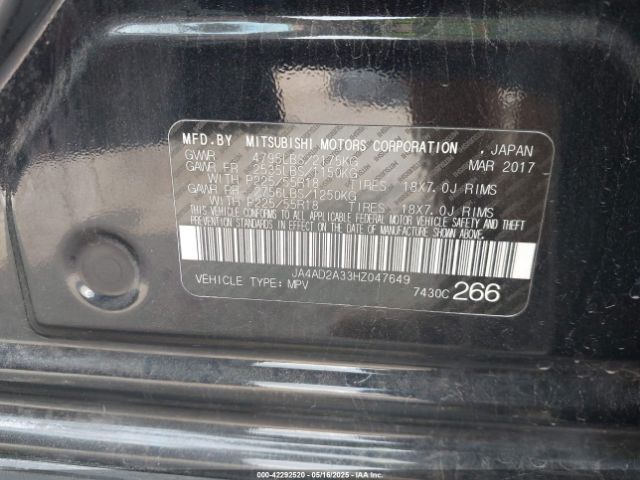 MFD.BY MITSUBISHI MOTORS CORPORATION , JAPAN
GVWR 4795LBS/2175KG MAR 2017
GAWR FR 2535LBS/1150KG
WITH P225/55R18 TIRES 18X7.0J RIMS
GAWR RR 2756LBS/1250KG
WITH P225/55R18 TIRES 18X7.0J RIMS
THIS VEHICLE CONFORMS TO ALL APPLICABLE FEDERAL MOTOR VEHICLE SAFETY AND THEFT
PREVENTION STANDARDS IN EFFECT ON THE DATE OF MANUFACTURE SHOWN ABOVE.
JA4AD2A33HZ047649
VEHICLE TYPE: MPV 7430C 266
000-42292520 - 05/16/2025 - IAAI.COM